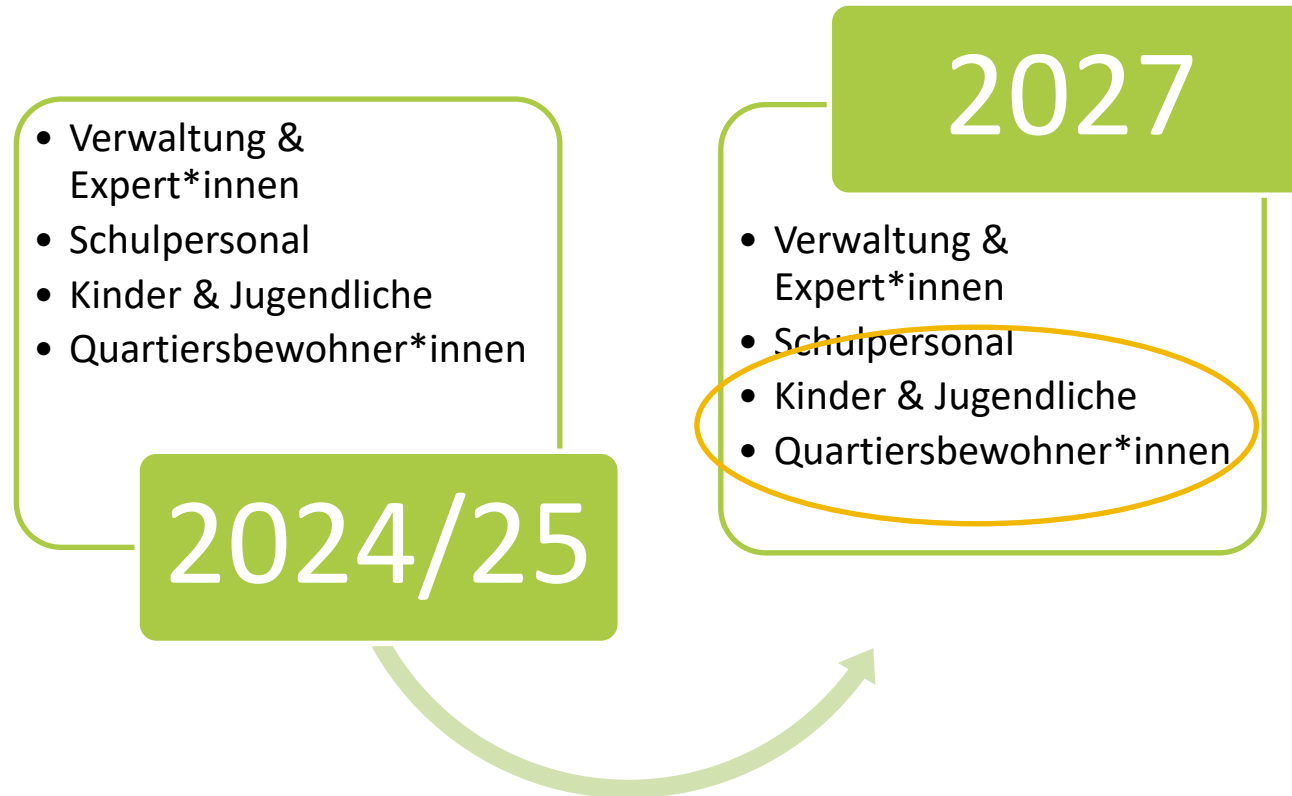 • Verwaltung &
Expert*innen
• Schulpersonal
• Kinder & Jugendliche
• Quartiersbewohner*innen
2024/25
2027
• Verwaltung &
Expert*innen
• Schulpersonal
• Kinder & Jugendliche
• Quartiersbewohner*innen